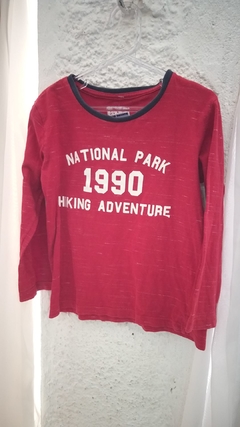 NATIONAL PARK
1990
HIKING ADVENTURE